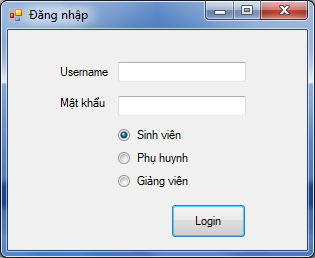 Đăng nhập
Username
Mật khẩu
Sinh viên
Phụ huynh
Giảng viên
Login